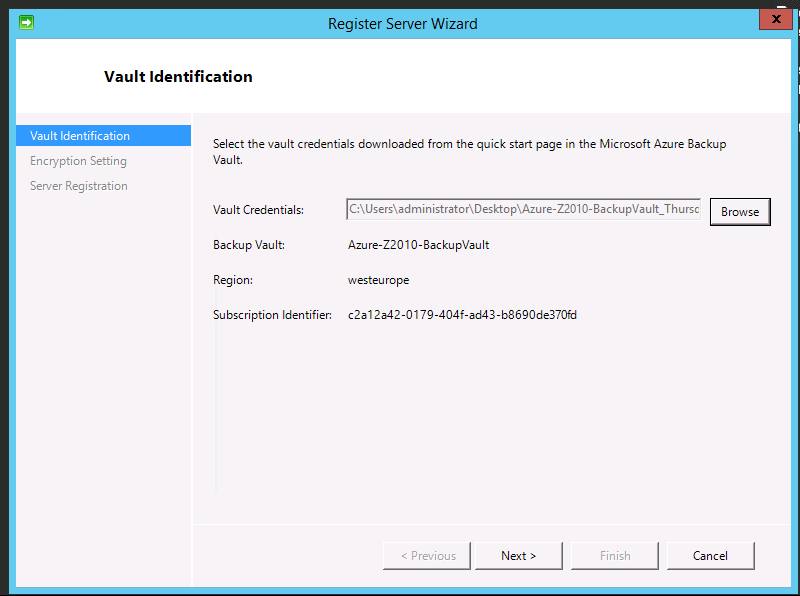 Register Server Wizard
x
Vault Identification
Vault Identification
Encryption Setting
Server Registration
Select the vault credentials downloaded from the quick start page in the Microsoft Azure Backup
Vault.
Vault Credentials: C:\Users\administrator\Desktop\Azure-Z2010-BackupVault_Thursc Browse
Backup Vault: Azure-Z2010-BackupVault
Region: westeurope
Subscription Identifier: c2a12a42-0179-404f-ad43-b8690de370fd
< Previous Next > Finish Cancel